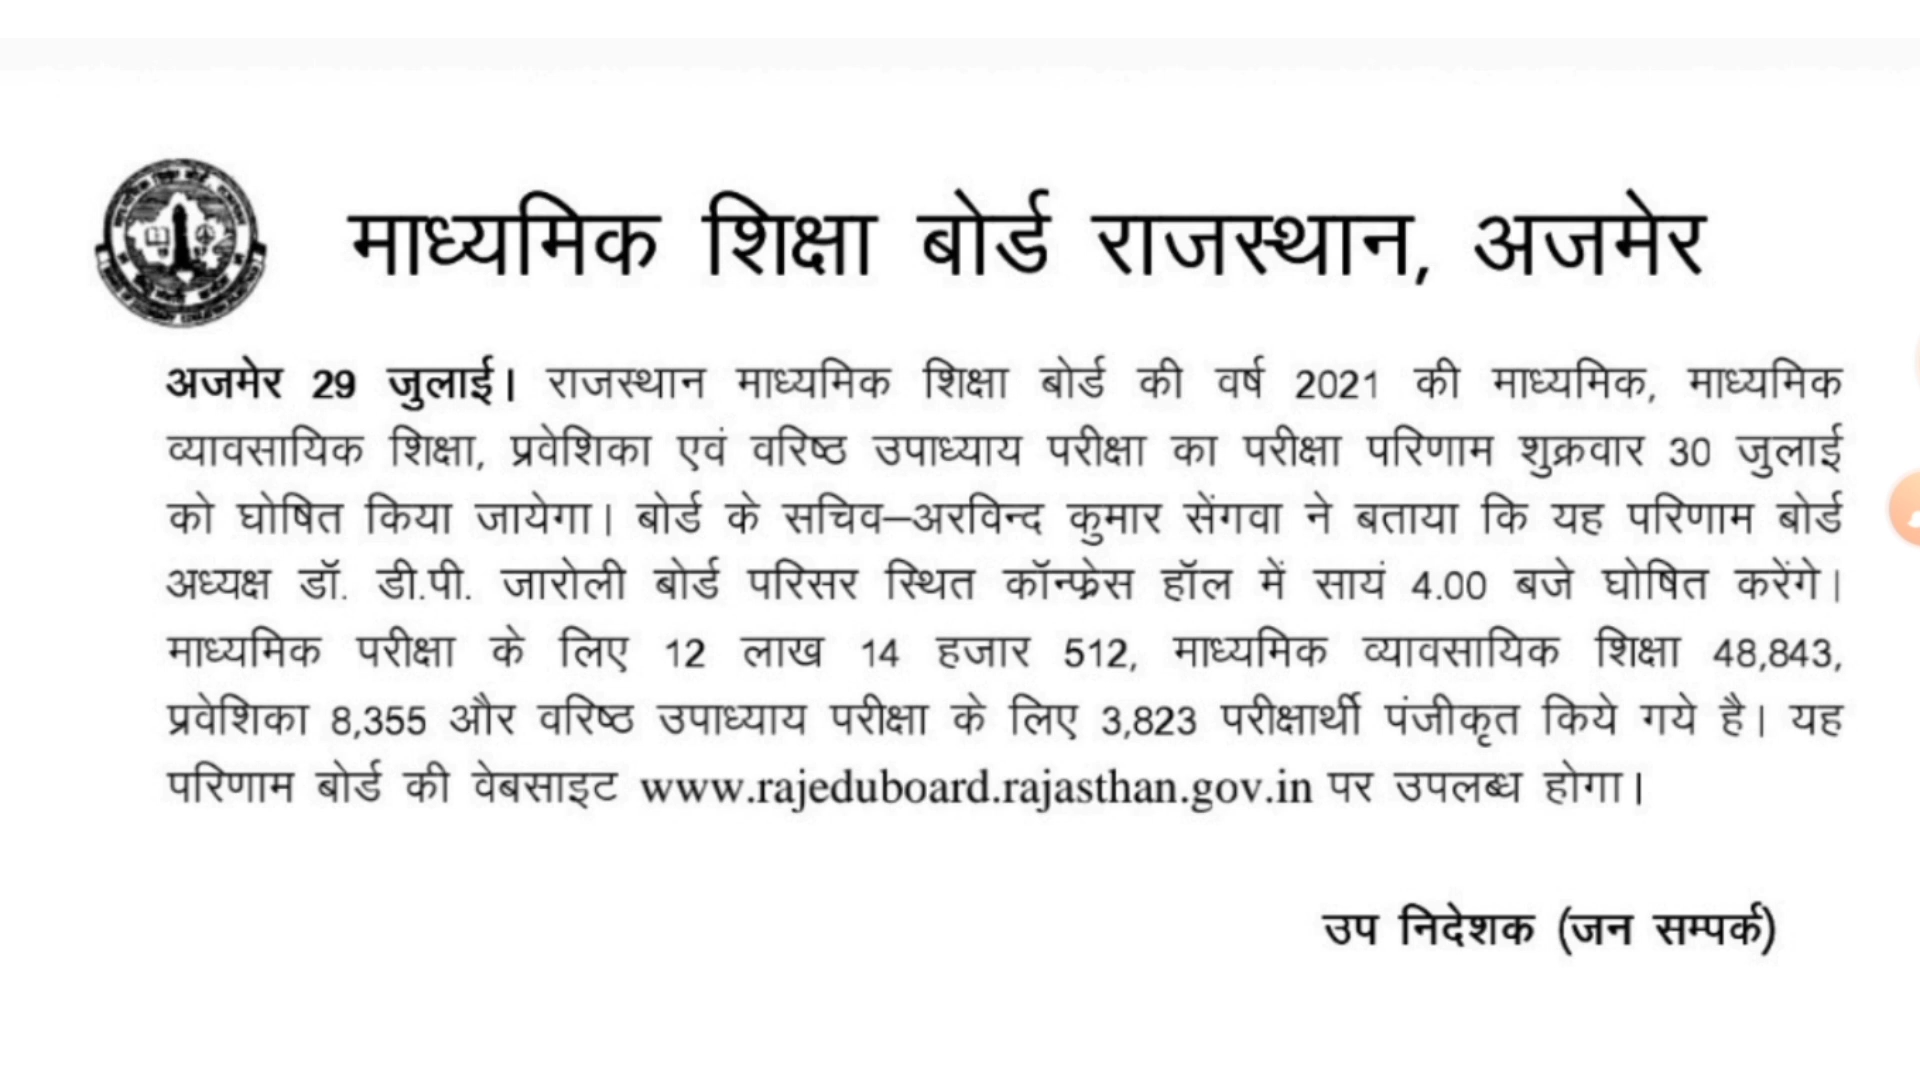 माध्यमिक शिक्षा बोर्ड राजस्थान, अजमेर
अजमेर 29 जुलाई। राजस्थान माध्यमिक शिक्षा बोर्ड की वर्ष 2021 की माध्यमिक, माध्यमिक
व्यावसायिक शिक्षा, प्रवेशिका एवं वरिष्ठ उपाध्याय परीक्षा का परीक्षा परिणाम शुक्रवार 30 जुलाई
को घोषित किया जायेगा। बोर्ड के सचिव–अरविन्द कुमार सेंगवा ने बताया कि यह परिणाम बोर्ड
अध्यक्ष डॉ. डी.पी. जारोली बोर्ड परिसर स्थित कॉन्फ्रेस हॉल में सायं 4.00 बजे घोषित करेंगे।
माध्यमिक परीक्षा के लिए 12 लाख 14 हजार 512, माध्यमिक व्यावसायिक शिक्षा 48,843,
प्रवेशिका 8,355 और वरिष्ठ उपाध्याय परीक्षा के लिए 3,823 परीक्षार्थी पंजीकृत किये गये है। यह
परिणाम बोर्ड की वेबसाइट www.rajeduboard.rajasthan.gov.in पर उपलब्ध होगा।
उप निदेशक (जन सम्पर्क)